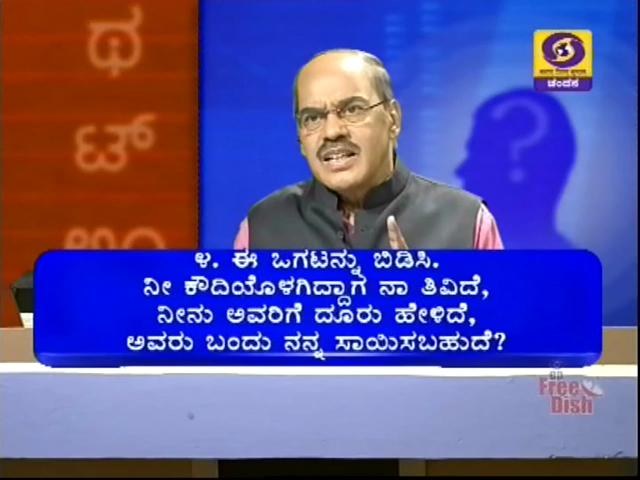 ಥ
ಟ್
ಚಂದನ
೪. ಈ ಒಗಟನ್ನು ಬಿಡಿಸಿ.
ನೀ ಕೌದಿಯೊಳಗಿದ್ದಾಗ ನಾ ತಿವಿದೆ,
ನೀನು ಅವರಿಗೆ ದೂರು ಹೇಳಿದೆ,
ಅವರು ಬಂದು ನನ್ನ ಸಾಯಿಸಬಹುದೆ?
Free
Dish